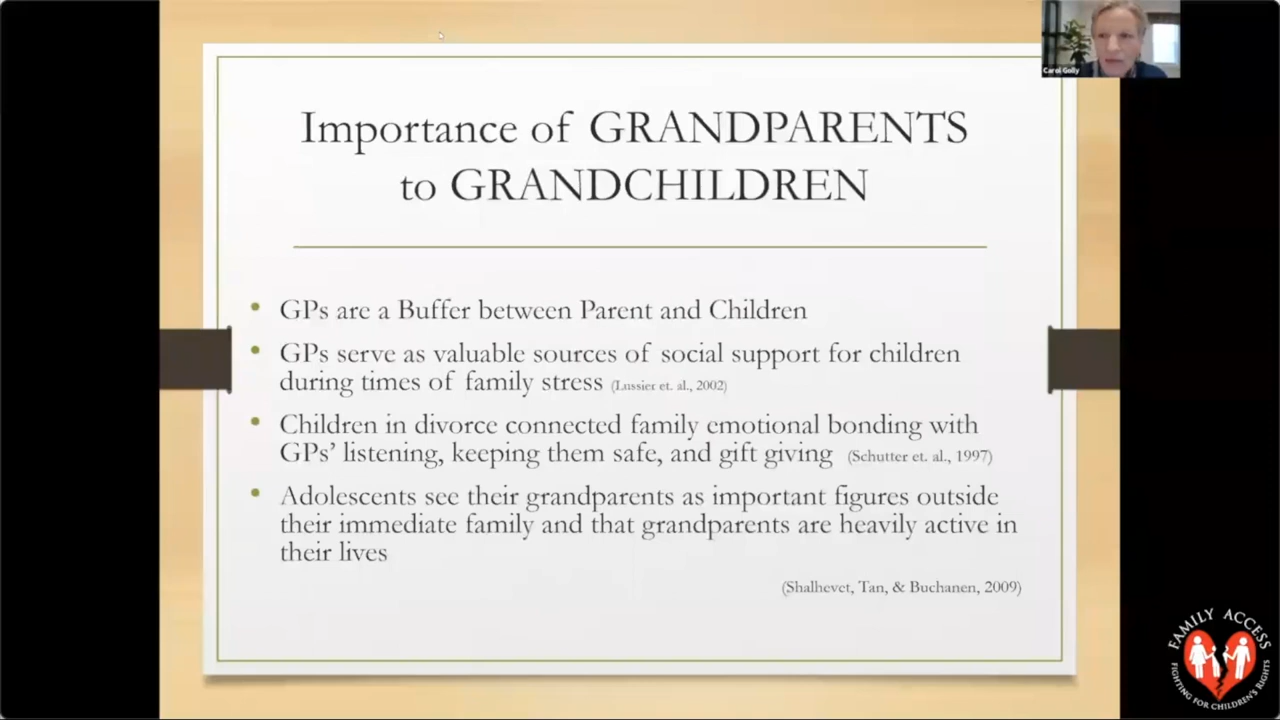 Carol Golly
Importance of GRANDPARENTS
to GRANDCHILDREN
• GPs are a Buffer between Parent and Children
• GPs serve as valuable sources of social support for children
during times of family stress (Lussier et. al., 2002)
• Children in divorce connected family emotional bonding with
GPs’ listening, keeping them safe, and gift giving (Schutter et. al., 1997)
• Adolescents see their grandparents as important figures outside
their immediate family and that grandparents are heavily active in
their lives
(Shalhevet, Tan, & Buchanen, 2009)
FAMILY ACCESS
FIGHTING FOR CHILDREN'S RIGHTS